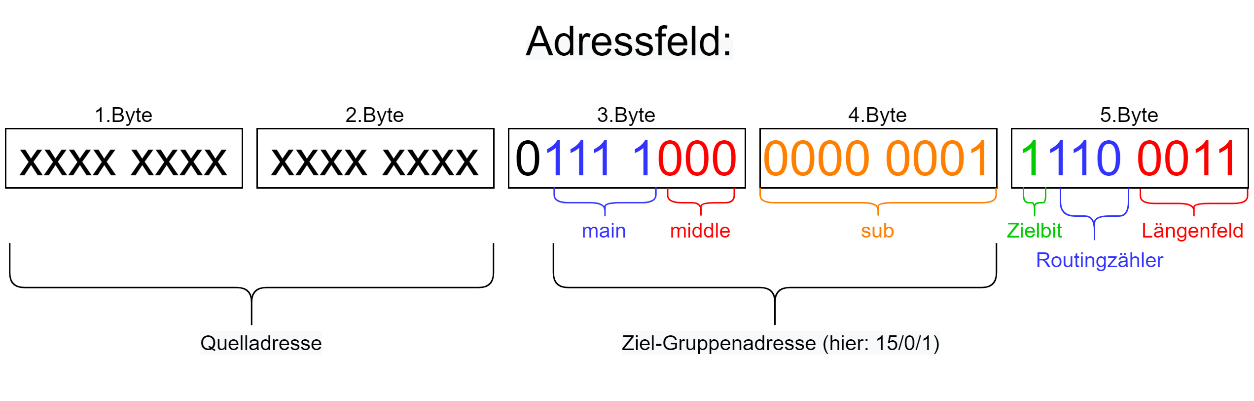 Adressfeld:
1.Byte 2.Byte 3.Byte 4.Byte 5.Byte
xxxx xxxx xxxx xxxx 0111 1000 0000 0001 1110 0011
main middle sub Zielbit Längenfeld
Routingzähler
Quelladresse Ziel-Gruppenadresse (hier: 15/0/1)